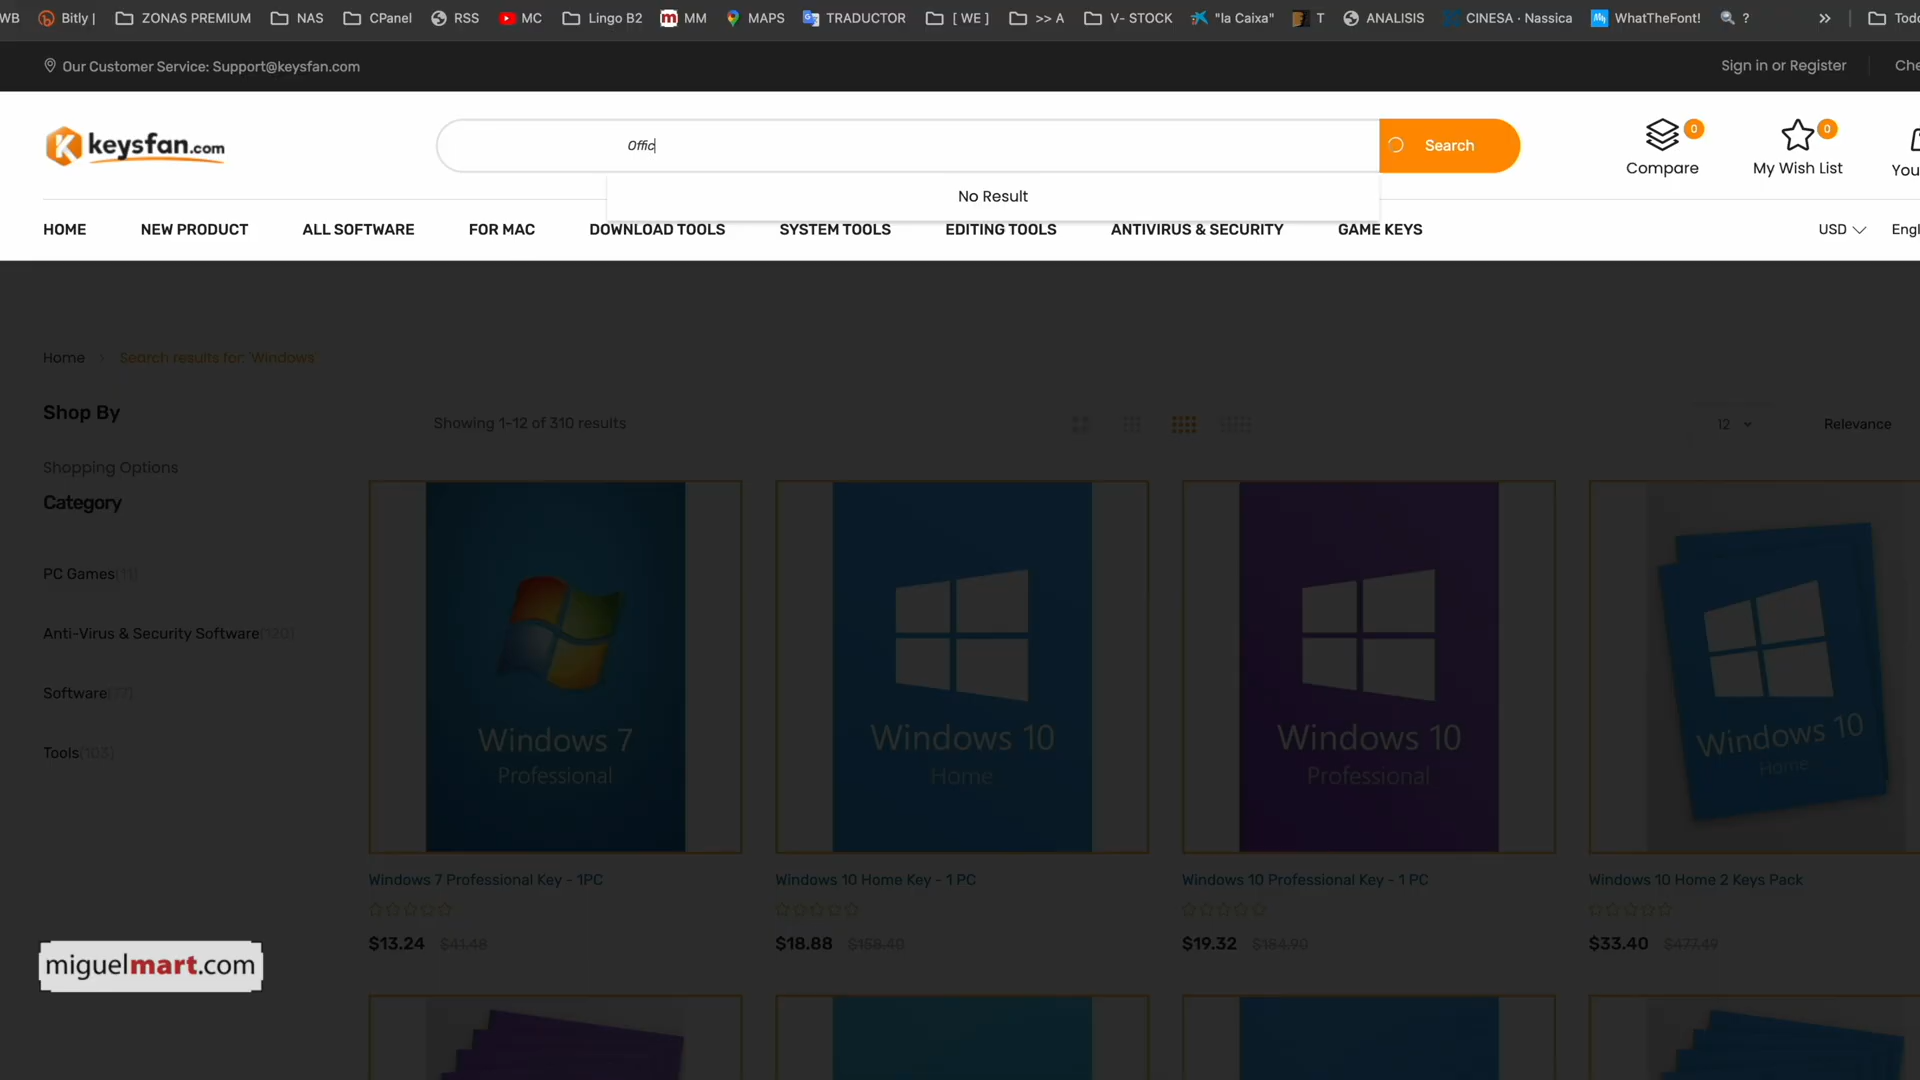 WB Bitly | ZONAS PREMIUM NAS CPanel RSS MC Lingo B2 MM MAPS TRADUCTOR [ WE ] >> A V- STOCK "la Caixa" T ANALISIS CINESA · Nassica WhatTheFont! ? » Todo
Our Customer Service: Support@keysfan.com Sign in or Register Che
keysfan.com Offic Search 0 0
Compare My Wish List You
No Result
HOME NEW PRODUCT ALL SOFTWARE FOR MAC DOWNLOAD TOOLS SYSTEM TOOLS EDITING TOOLS ANTIVIRUS & SECURITY GAME KEYS USD Engl
Home > Search results for: 'Windows'
Shop By
Showing 1-12 of 310 results 12 Relevance
Shopping Options
Category
PC Games(11)
Anti-Virus & Security Software(120)
Software(77)
Tools(103)
Windows 7
Professional
Windows 10
Home
Windows 10
Professional
Windows 10
Home
Windows 7 Professional Key - 1PC
Windows 10 Home Key - 1 PC
Windows 10 Professional Key - 1 PC
Windows 10 Home 2 Keys Pack
$13.24 $41.48
$18.88 $158.40
$19.32 $184.90
$33.40 $477.49
miguelmart.com